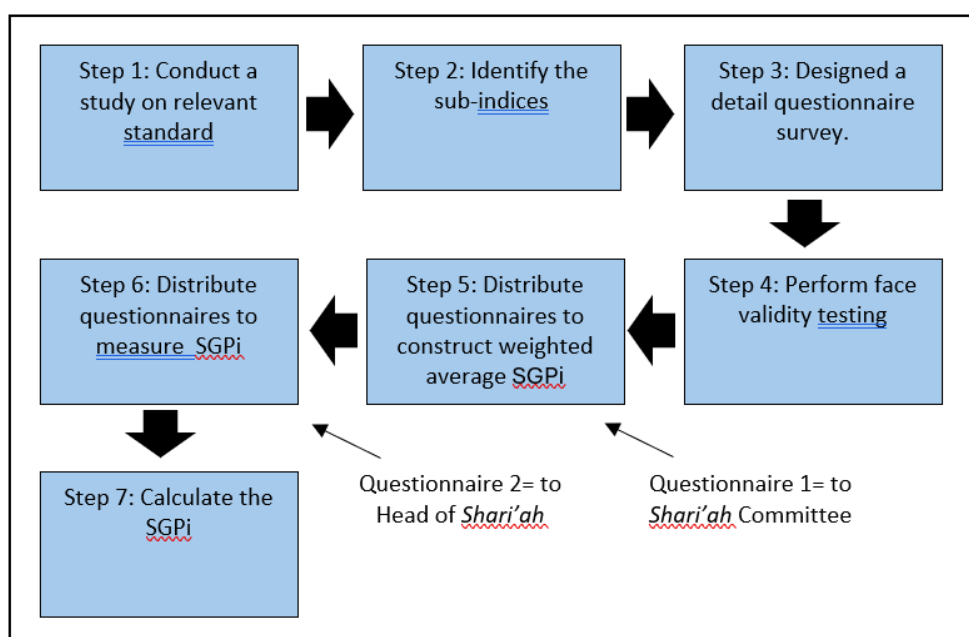 Step 1: Conduct a
study on relevant
standard
Step 2: Identify the
sub-indices
Step 3: Designed a
detail questionnaire
survey.
Step 4: Perform face
validity testing
Step 5: Distribute
questionnaires to
construct weighted
average SGPi
Step 6: Distribute
questionnaires to
measure SGPi
Questionnaire 1= to
Shari’ah Committee
Questionnaire 2= to
Head of Shari’ah
Step 7: Calculate the
SGPi